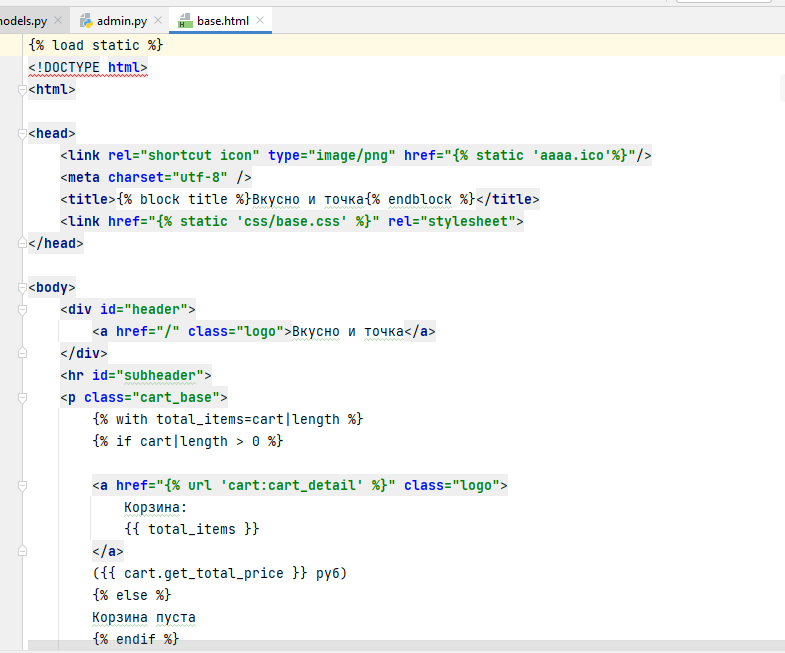 models.py admin.py base.html
{% load static %}
<!DOCTYPE html>
<html>
<head>
<link rel="shortcut icon" type="image/png" href="{% static 'aaaa.ico'%}"/>
<meta charset="utf-8" />
<title>{% block title %}Вкусно и точка{% endblock %}</title>
<link href="{% static 'css/base.css' %}" rel="stylesheet">
</head>
<body>
<div id="header">
<a href="/" class="logo">Вкусно и точка</a>
</div>
<hr id="subheader">
<p class="cart_base">
{% with total_items=cart|length %}
{% if cart|length > 0 %}
<a href="{% url 'cart:cart_detail' %}" class="logo">
Корзина:
{{ total_items }}
</a>
({{ cart.get_total_price }} руб)
{% else %}
Корзина пуста
{% endif %}